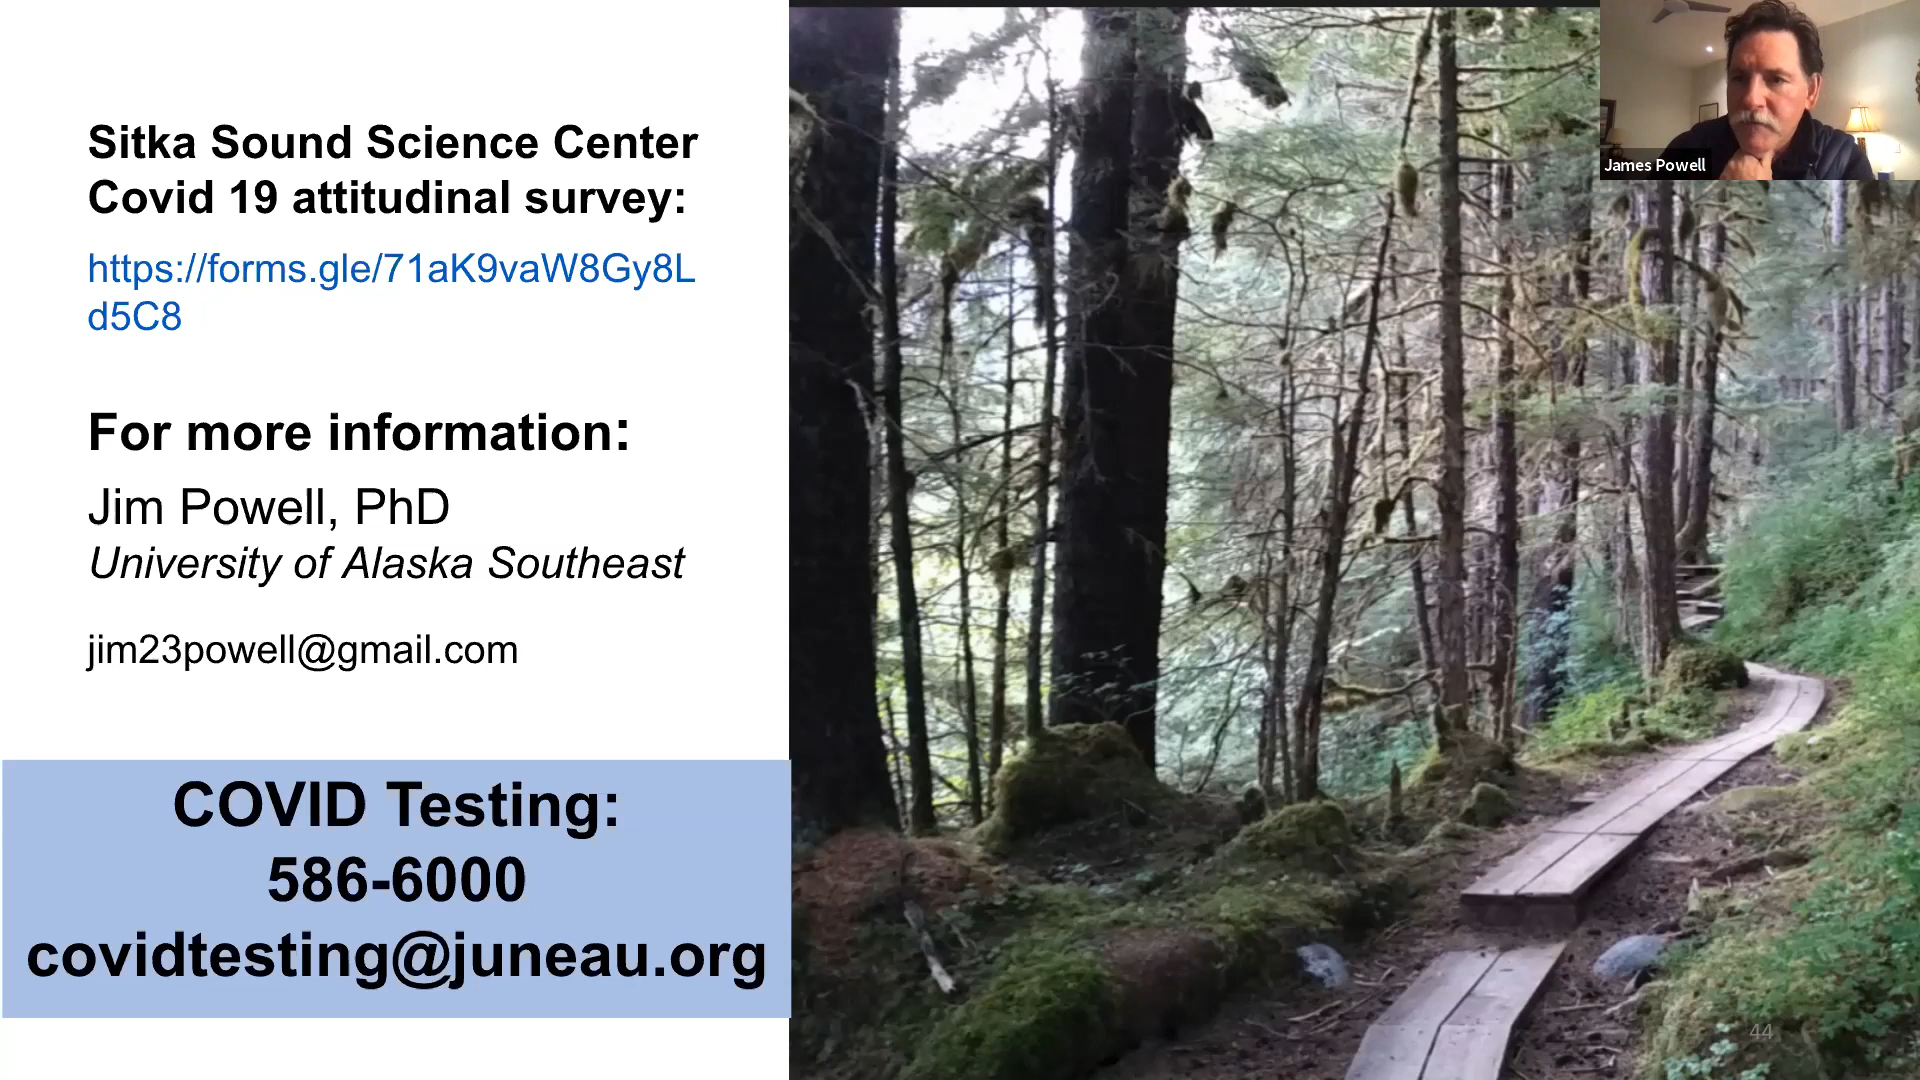 Sitka Sound Science Center
Covid 19 attitudinal survey:
https://forms.gle/71aK9vaW8Gy8L
d5C8
For more information:
Jim Powell, PhD
University of Alaska Southeast
jim23powell@gmail.com
COVID Testing:
586-6000
covidtesting@juneau.org
James Powell
44